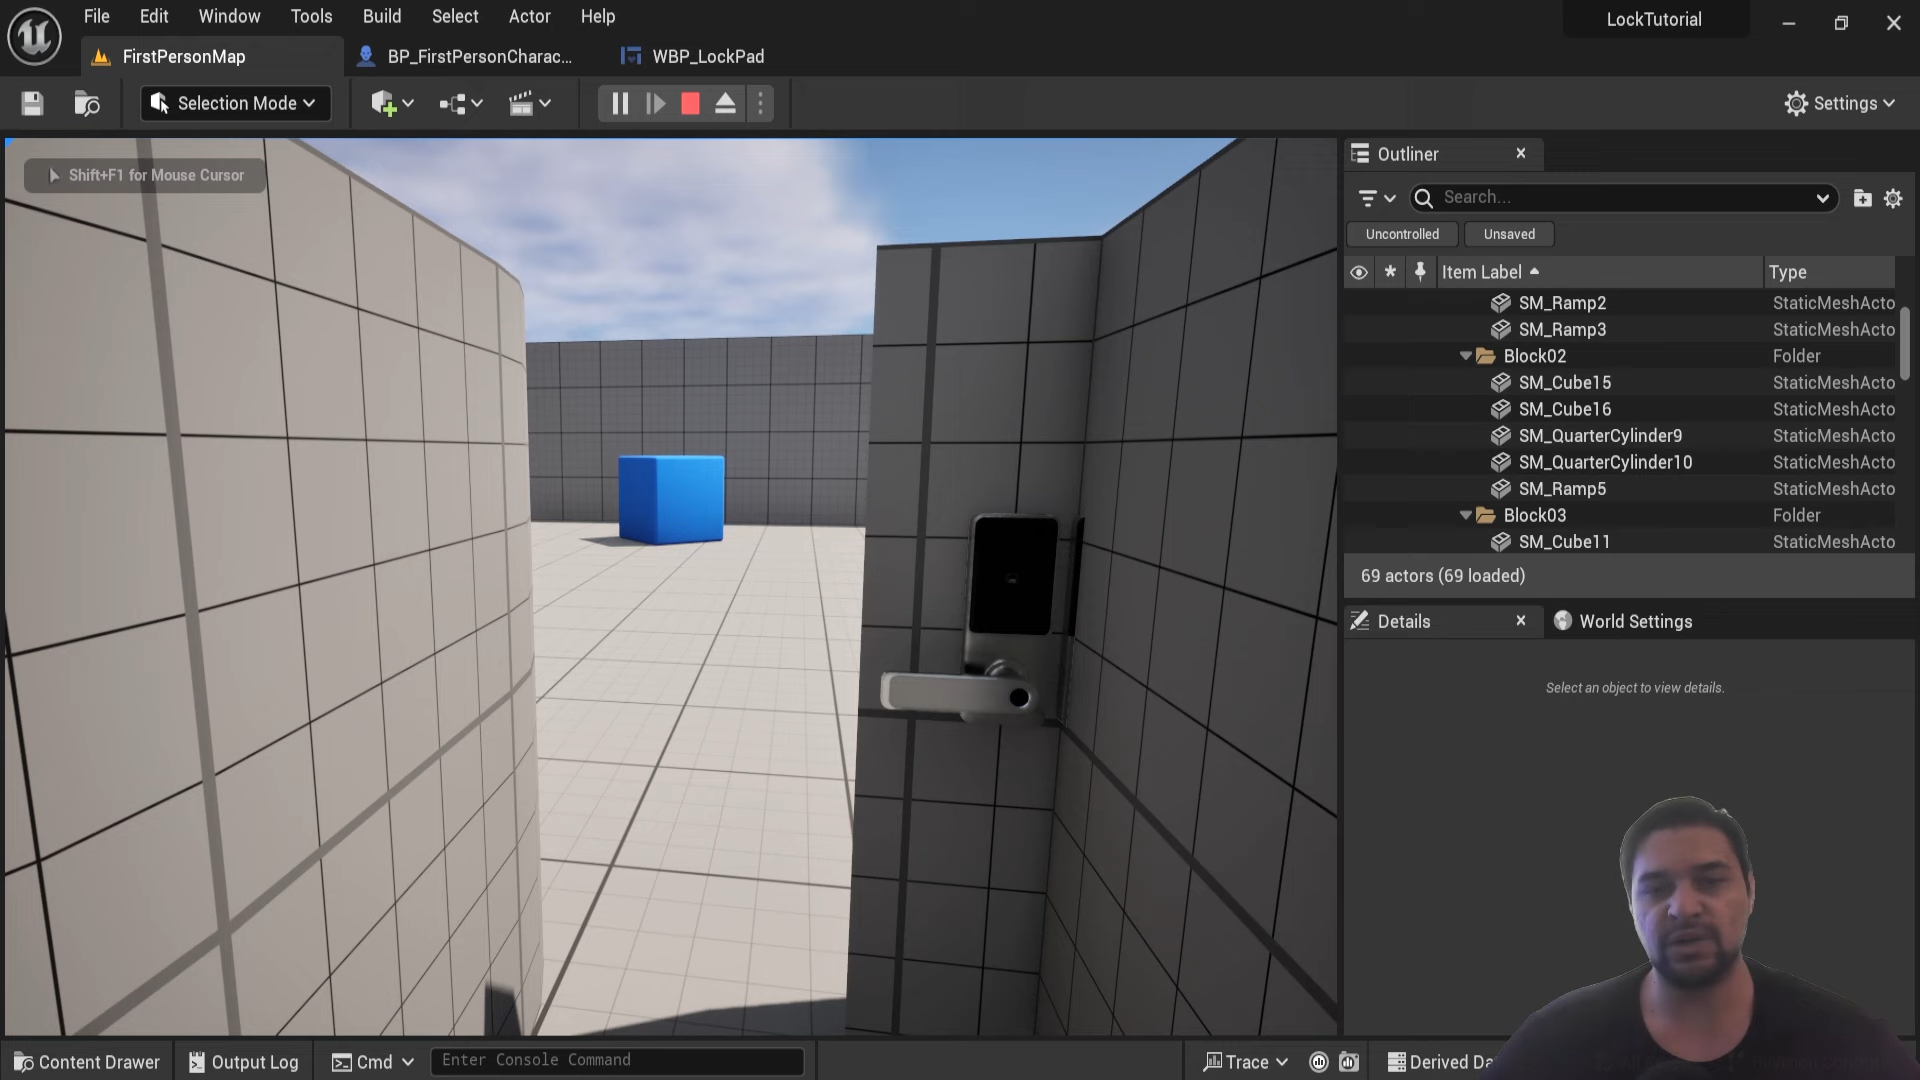 File Edit Window Tools Build Select Actor Help
LockTutorial
FirstPersonMap
BP_FirstPersonCharac...
WBP_LockPad
Selection Mode
Settings
Shift+F1 for Mouse Cursor
Outliner
Search...
Uncontrolled
Unsaved
Item Label
Type
SM_Ramp2 StaticMeshActo
SM_Ramp3 StaticMeshActo
Block02 Folder
SM_Cube15 StaticMeshActo
SM_Cube16 StaticMeshActo
SM_QuarterCylinder9 StaticMeshActo
SM_QuarterCylinder10 StaticMeshActo
SM_Ramp5 StaticMeshActo
Block03 Folder
SM_Cube11 StaticMeshActo
69 actors (69 loaded)
Details
World Settings
Select an object to view details.
Content Drawer
Output Log
Cmd
Enter Console Command
Trace
Derived Da